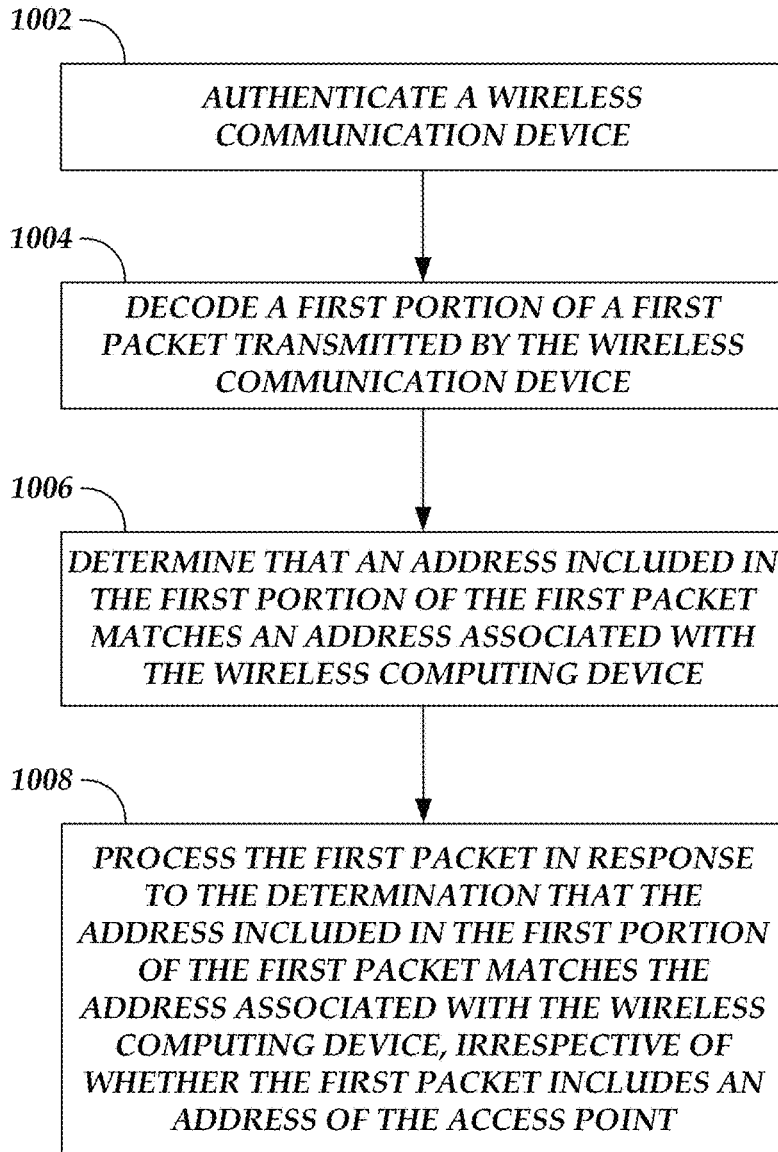 1002
AUTHENTICATE A WIRELESS
COMMUNICATION DEVICE
1004
DECODE A FIRST PORTION OF A FIRST
PACKET TRANSMITTED BY THE WIRELESS
COMMUNICATION DEVICE
1006
DETERMINE THAT AN ADDRESS INCLUDED IN
THE FIRST PORTION OF THE FIRST PACKET
MATCHES AN ADDRESS ASSOCIATED WITH
THE WIRELESS COMPUTING DEVICE
1008
PROCESS THE FIRST PACKET IN RESPONSE
TO THE DETERMINATION THAT THE
ADDRESS INCLUDED IN THE FIRST PORTION
OF THE FIRST PACKET MATCHES THE
ADDRESS ASSOCIATED WITH THE WIRELESS
COMPUTING DEVICE, IRRESPECTIVE OF
WHETHER THE FIRST PACKET INCLUDES AN
ADDRESS OF THE ACCESS POINT